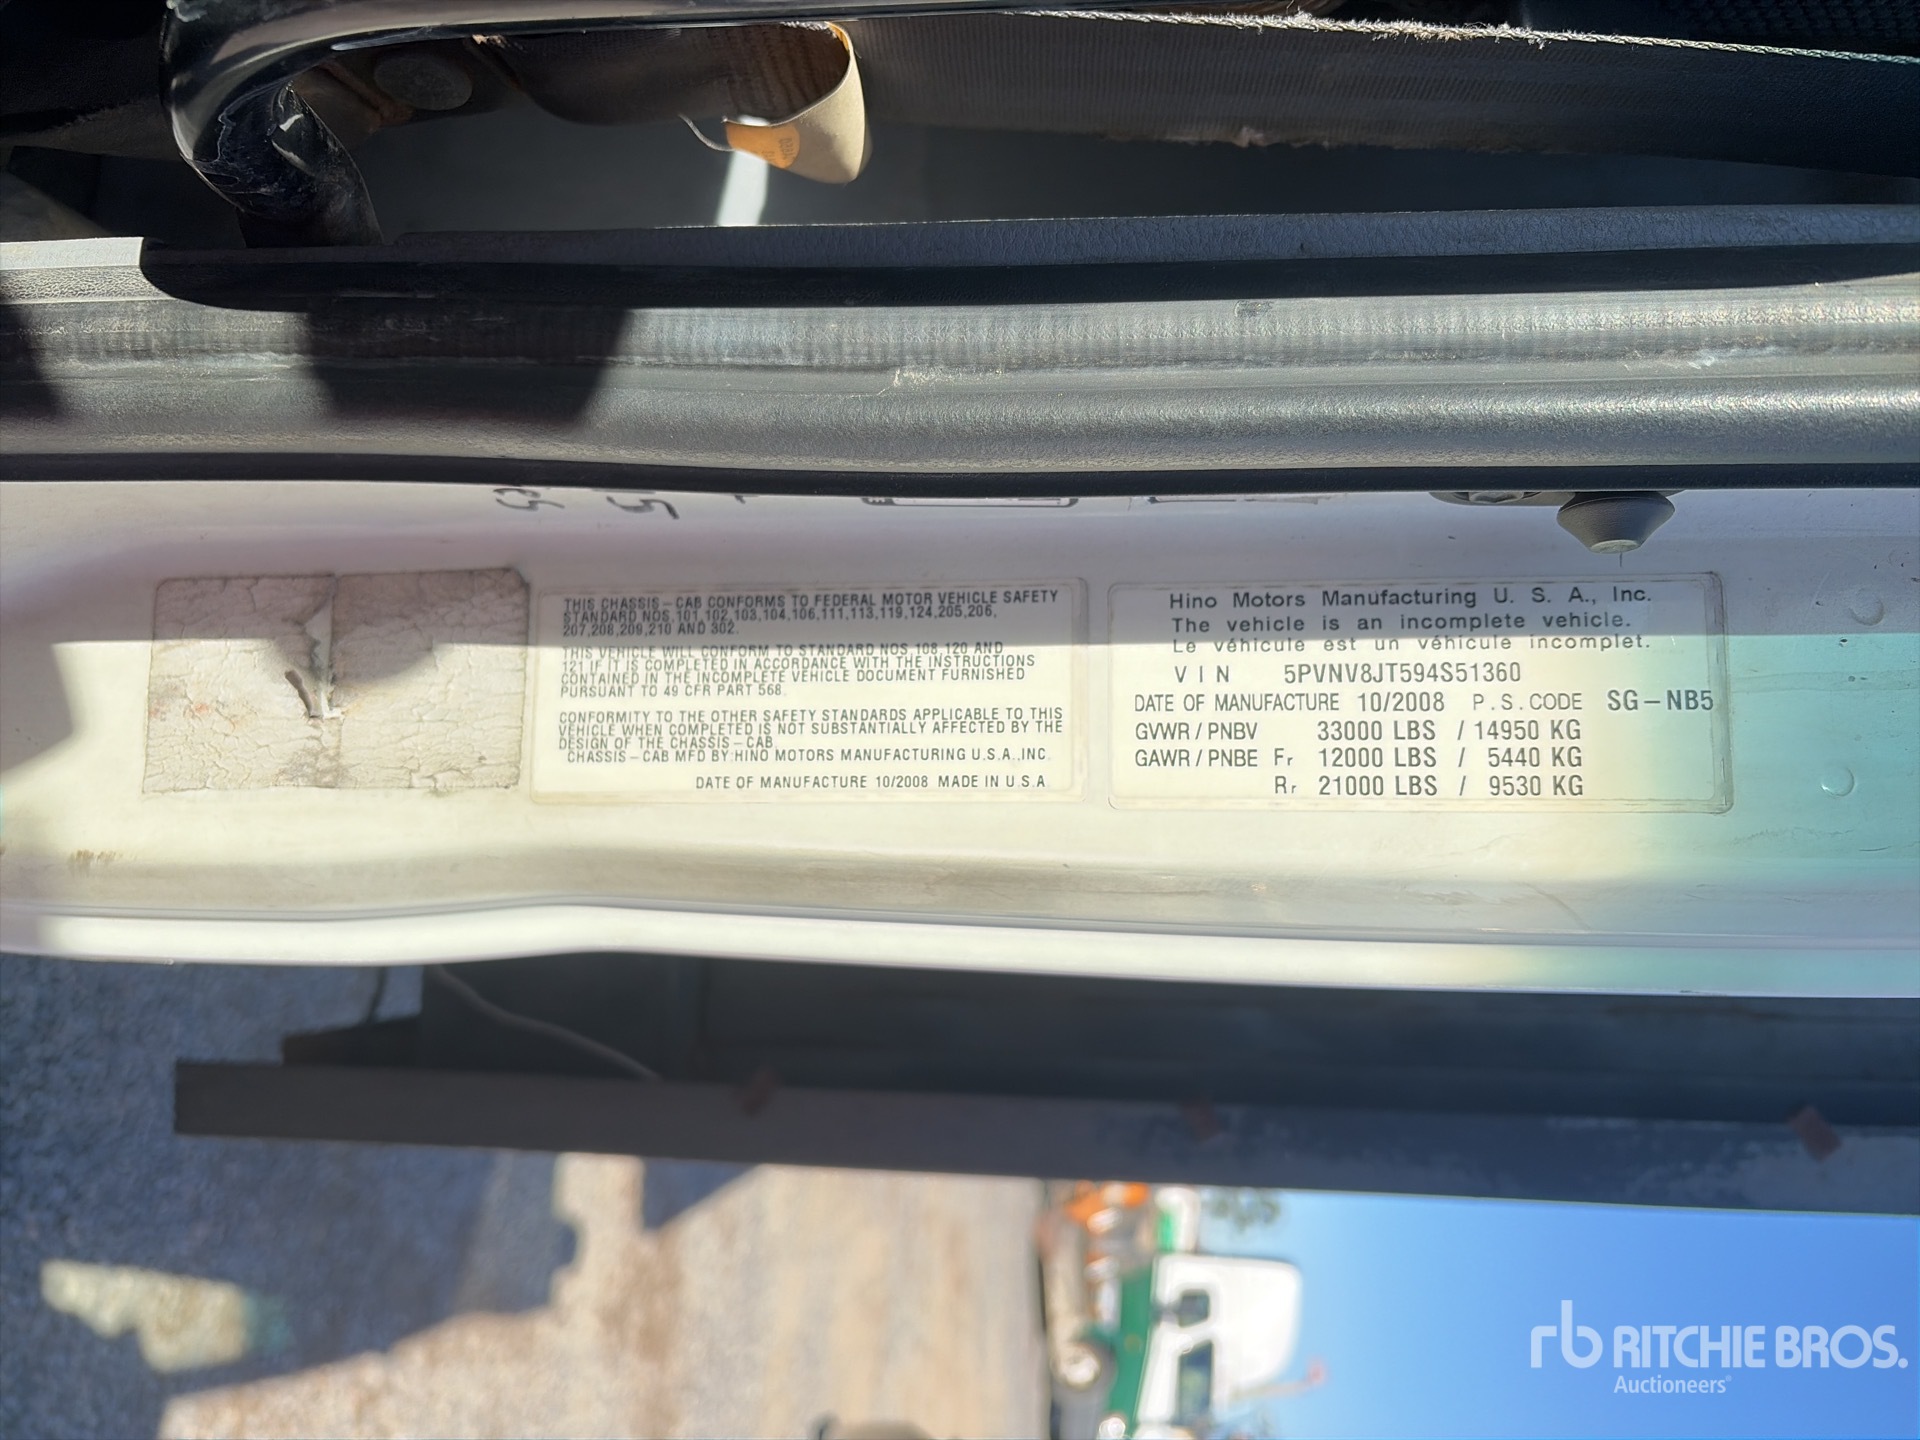 THIS CHASSIS-CAB CONFORMS TO FEDERAL MOTOR VEHICLE SAFETY
STANDARD NOS.101,102,103,104,106,111,113,119,124,205,206,
207,208,209,210 AND 302.
THIS VEHICLE WILL CONFORM TO STANDARD NOS.108,120 AND
121 IF IT IS COMPLETED IN ACCORDANCE WITH THE INSTRUCTIONS
CONTAINED IN THE INCOMPLETE VEHICLE DOCUMENT FURNISHED
PURSUANT TO 49 CFR PART 568.
CONFORMITY TO THE OTHER SAFETY STANDARDS APPLICABLE TO THIS
VEHICLE WHEN COMPLETED IS NOT SUBSTANTIALLY AFFECTED BY THE
DESIGN OF THE CHASSIS-CAB
CHASSIS-CAB MFD BY:HINO MOTORS MANUFACTURING U.S.A.,INC.
DATE OF MANUFACTURE 10/2008 MADE IN U.S.A.
Hino Motors Manufacturing U. S. A., Inc.
The vehicle is an incomplete vehicle.
Le véhicule est un véhicule incomplet.
VIN 5PVNV8JT594S51360
DATE OF MANUFACTURE 10/2008 P.S.CODE SG-NB5
GVWR/PNBV 33000 LBS / 14950 KG
GAWR/PNBE Fr 12000 LBS / 5440 KG
Rr 21000 LBS / 9530 KG
rb RITCHIE BROS.
Auctioneers